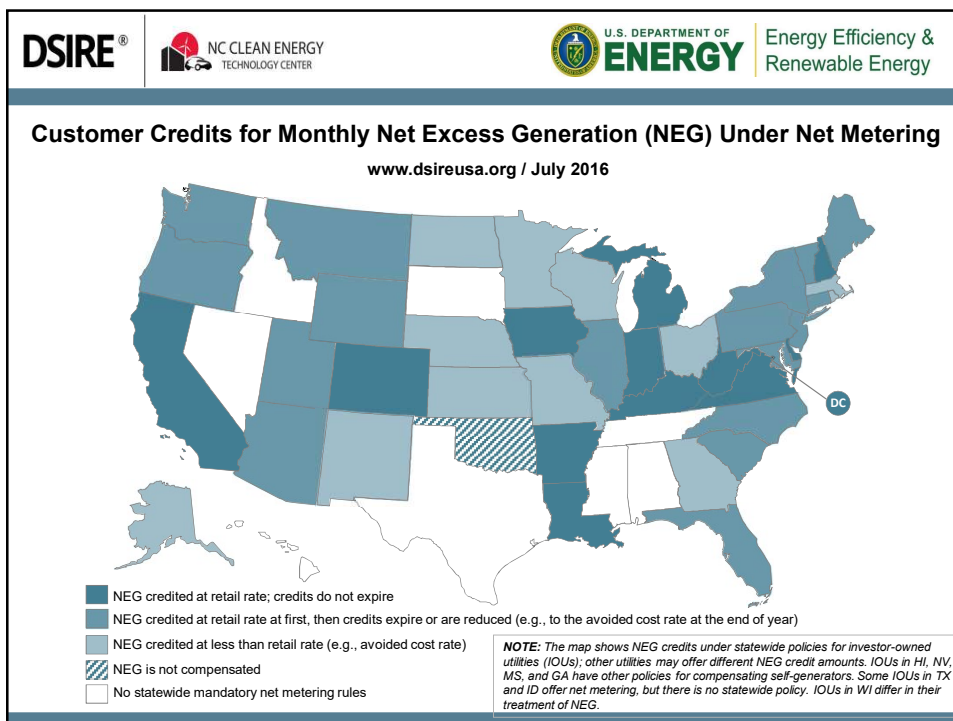 DSIRE®
NC CLEAN ENERGY
TECHNOLOGY CENTER
U.S. DEPARTMENT OF
ENERGY
Energy Efficiency &
Renewable Energy
Customer Credits for Monthly Net Excess Generation (NEG) Under Net Metering
www.dsireusa.org / July 2016
DC
NEG credited at retail rate; credits do not expire
NEG credited at retail rate at first, then credits expire or are reduced (e.g., to the avoided cost rate at the end of year)
NEG credited at less than retail rate (e.g., avoided cost rate)
NEG is not compensated
No statewide mandatory net metering rules
NOTE: The map shows NEG credits under statewide policies for investor-owned
utilities (IOUs); other utilities may offer different NEG credit amounts. IOUs in HI, NV,
MS, and GA have other policies for compensating self-generators. Some IOUs in TX
and ID offer net metering, but there is no statewide policy. IOUs in WI differ in their
treatment of NEG.